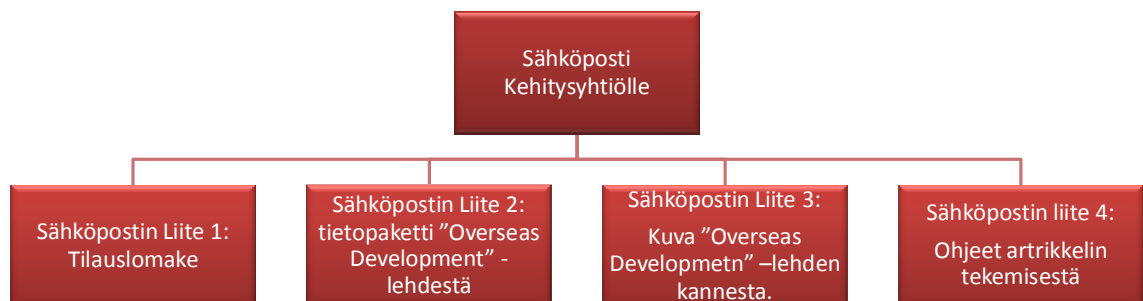 Sähköposti
Kehitysyhtiölle
Sähköpostin Liite 1:
Tilauslomake
Sähköpostin Liite 2:
tietopaketti ”Overseas
Development” -
lehdestä
Sähköpostin Liite 3:
Kuva ”Overseas
Developmetn” –lehden
kannesta.
Sähköpostin liite 4:
Ohjeet artrikkelin
tekemisestä